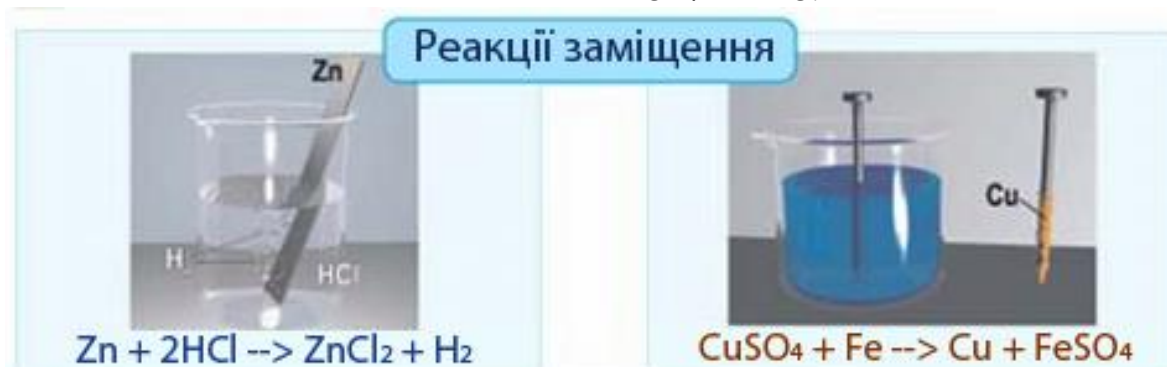 Реакції заміщення
Zn
H
HCl
Zn + 2HCl --> ZnCl₂ + H₂
Cu
CuSO₄ + Fe --> Cu + FeSO₄